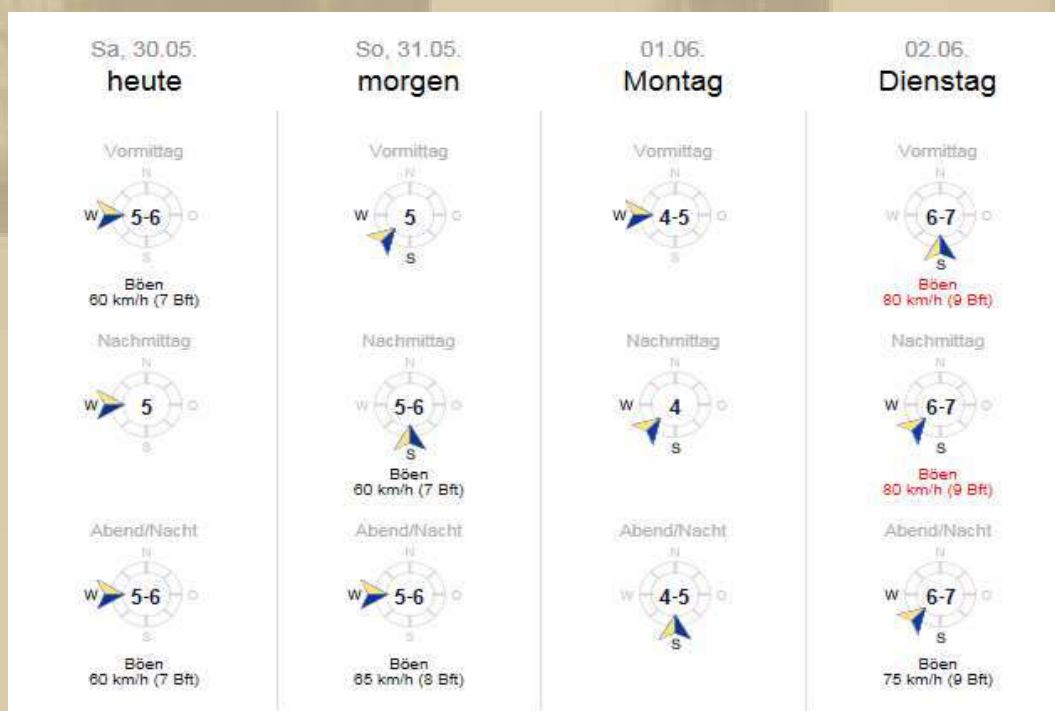 Sa, 30.05.
heute
Vormittag
N
W 5-6 O
S
Böen
60 km/h (7 Bft)
Nachmittag
N
W 5 O
S
Abend/Nacht
N
W 5-6 O
S
Böen
60 km/h (7 Bft)
So, 31.05.
morgen
Vormittag
N
W 5 O
S
Nachmittag
N
W 5-6 O
S
Böen
60 km/h (7 Bft)
Abend/Nacht
N
W 5-6 O
S
Böen
65 km/h (8 Bft)
01.06.
Montag
Vormittag
N
W 4-5 O
S
Nachmittag
N
W 4 O
S
Abend/Nacht
N
W 4-5 O
S
02.06.
Dienstag
Vormittag
N
W 6-7 O
S
Böen
80 km/h (9 Bft)
Nachmittag
N
W 6-7 O
S
Böen
80 km/h (9 Bft)
Abend/Nacht
N
W 6-7 O
S
Böen
75 km/h (9 Bft)